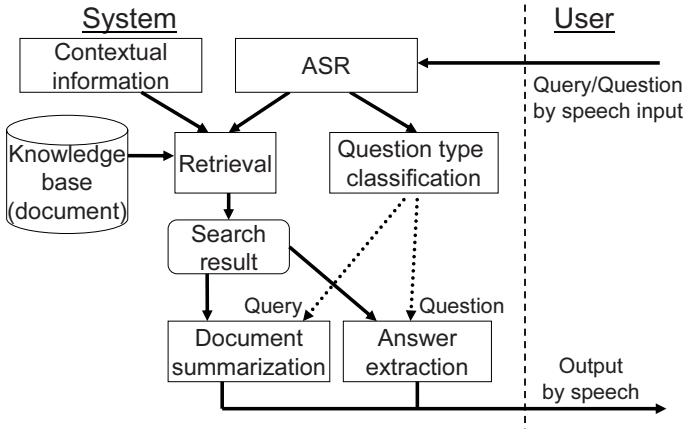 System
User
Contextual
information
ASR
Query/Question
by speech input
Knowledge
base
(document)
Retrieval
Question type
classification
Search
result
Query
Question
Document
summarization
Answer
extraction
Output
by speech